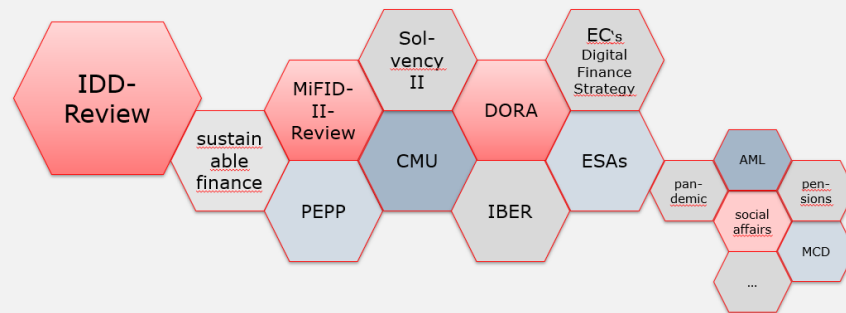 IDD-
Review
sustain
able
finance
MiFID-
II-
Review
PEPP
Sol-
vency
II
CMU
DORA
IBER
EC's
Digital
Finance
Strategy
ESAs
pan-
demic
AML
social
affairs
...
pen-
sions
MCD